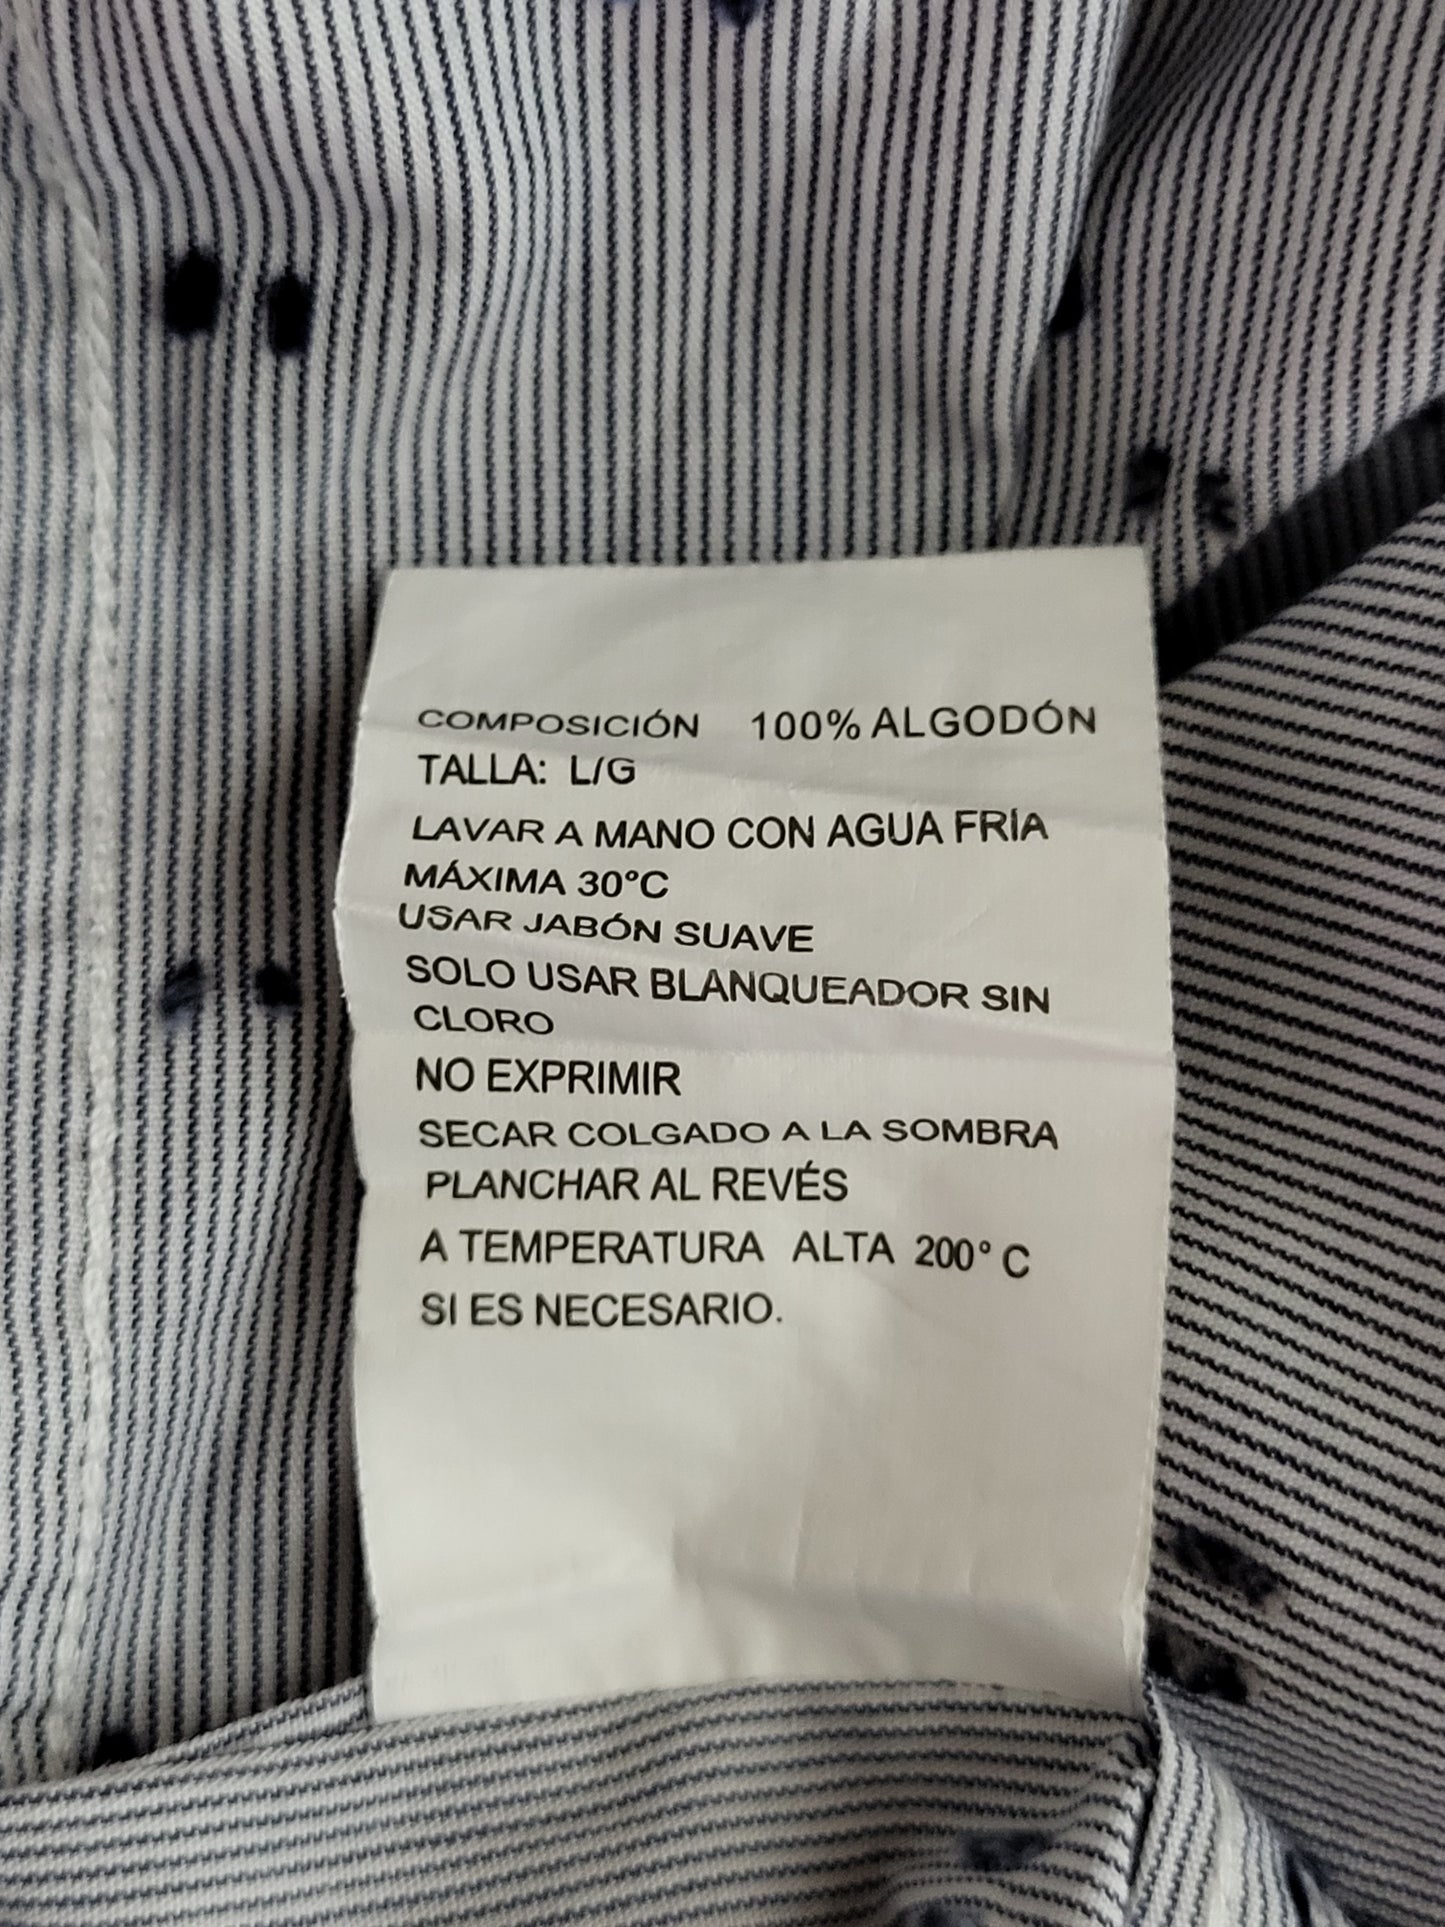 COMPOSICIÓN 100% ALGODÓN
TALLA: L/G
LAVAR A MANO CON AGUA FRÍA
MÁXIMA 30°C
USAR JABÓN SUAVE
SOLO USAR BLANQUEADOR SIN
CLORO
NO EXPRIMIR
SECAR COLGADO A LA SOMBRA
PLANCHAR AL REVÉS
A TEMPERATURA ALTA 200° C
SI ES NECESARIO.